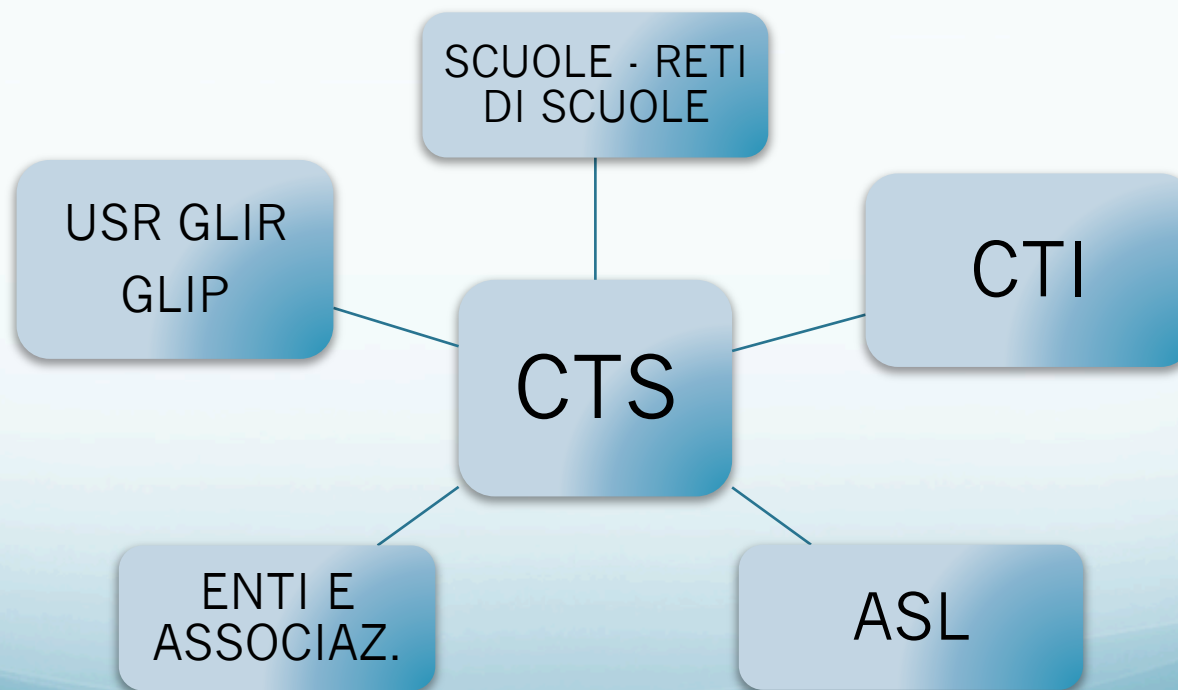 SCUOLE - RETI
DI SCUOLE
USR GLIR
GLIP
CTI
CTS
ENTI E
ASSOCIAZ.
ASL